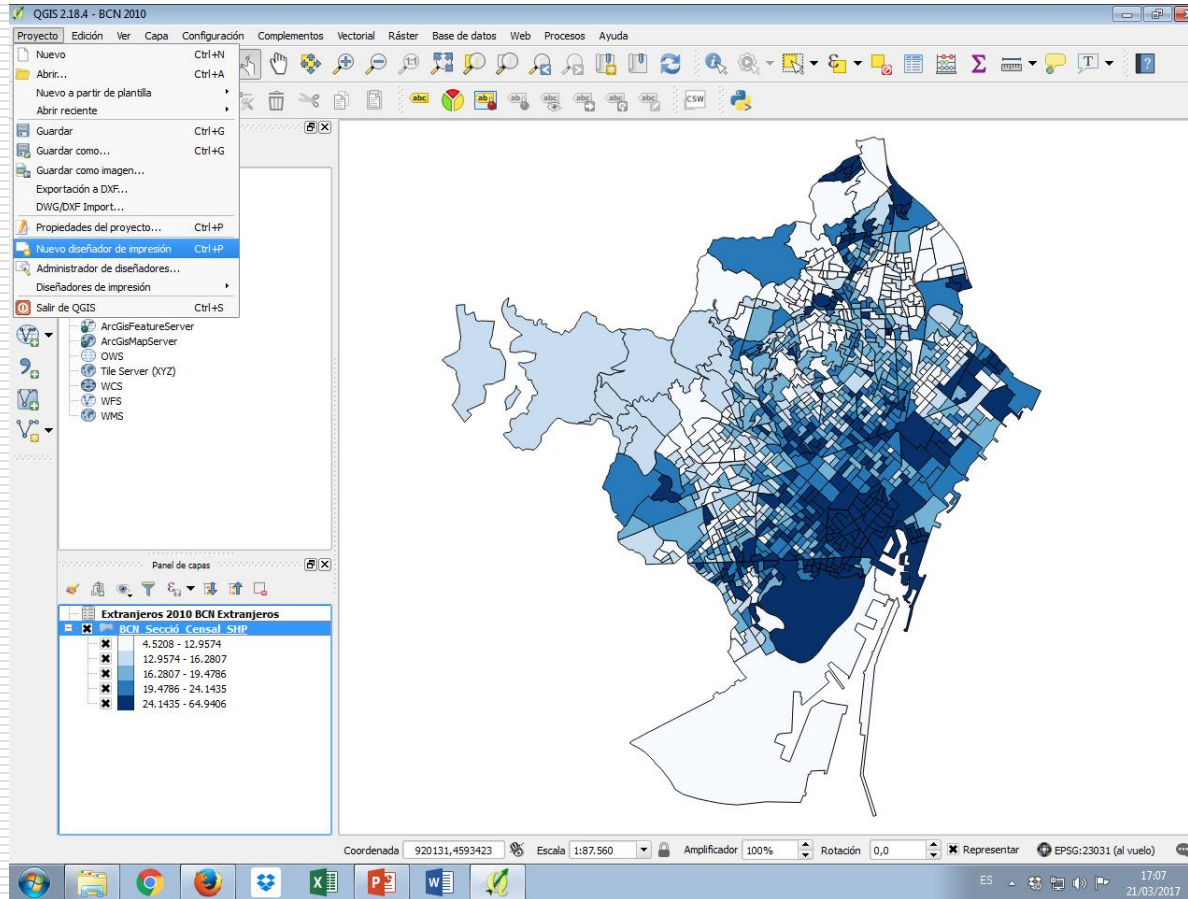 QGIS 2.18.4 - BCN 2010
Proyecto Edición Ver Capa Configuración Complementos Vectorial Ráster Base de datos Web Procesos Ayuda
Nuevo Ctrl+N
Abrir... Ctrl+A
Nuevo a partir de plantilla
Abrir reciente
Guardar Ctrl+G
Guardar como... Ctrl+G
Guardar como imagen...
Exportación a DXF...
DWG/DXF Import...
Propiedades del proyecto... Ctrl+P
Nuevo diseñador de impresión Ctrl+P
Administrador de diseñadores...
Diseñadores de impresión
Salir de QGIS Ctrl+S
abc CSW
ArcGisFeatureServer
ArcGisMapServer
OWS
Tile Server (XYZ)
WCS
WFS
WMS
Panel de capas
Extranjeros 2010 BCN Extranjeros
BCN_Secció_Censal_SHP
4.5208 - 12.9574
12.9574 - 16.2807
16.2807 - 19.4786
19.4786 - 24.1435
24.1435 - 64.9406
Coordenada 920131,4593423 Escala 1:87.560 Amplificador 100% Rotación 0,0 Representar EPSG:23031 (al vuelo)
ES 17:07
21/03/2017